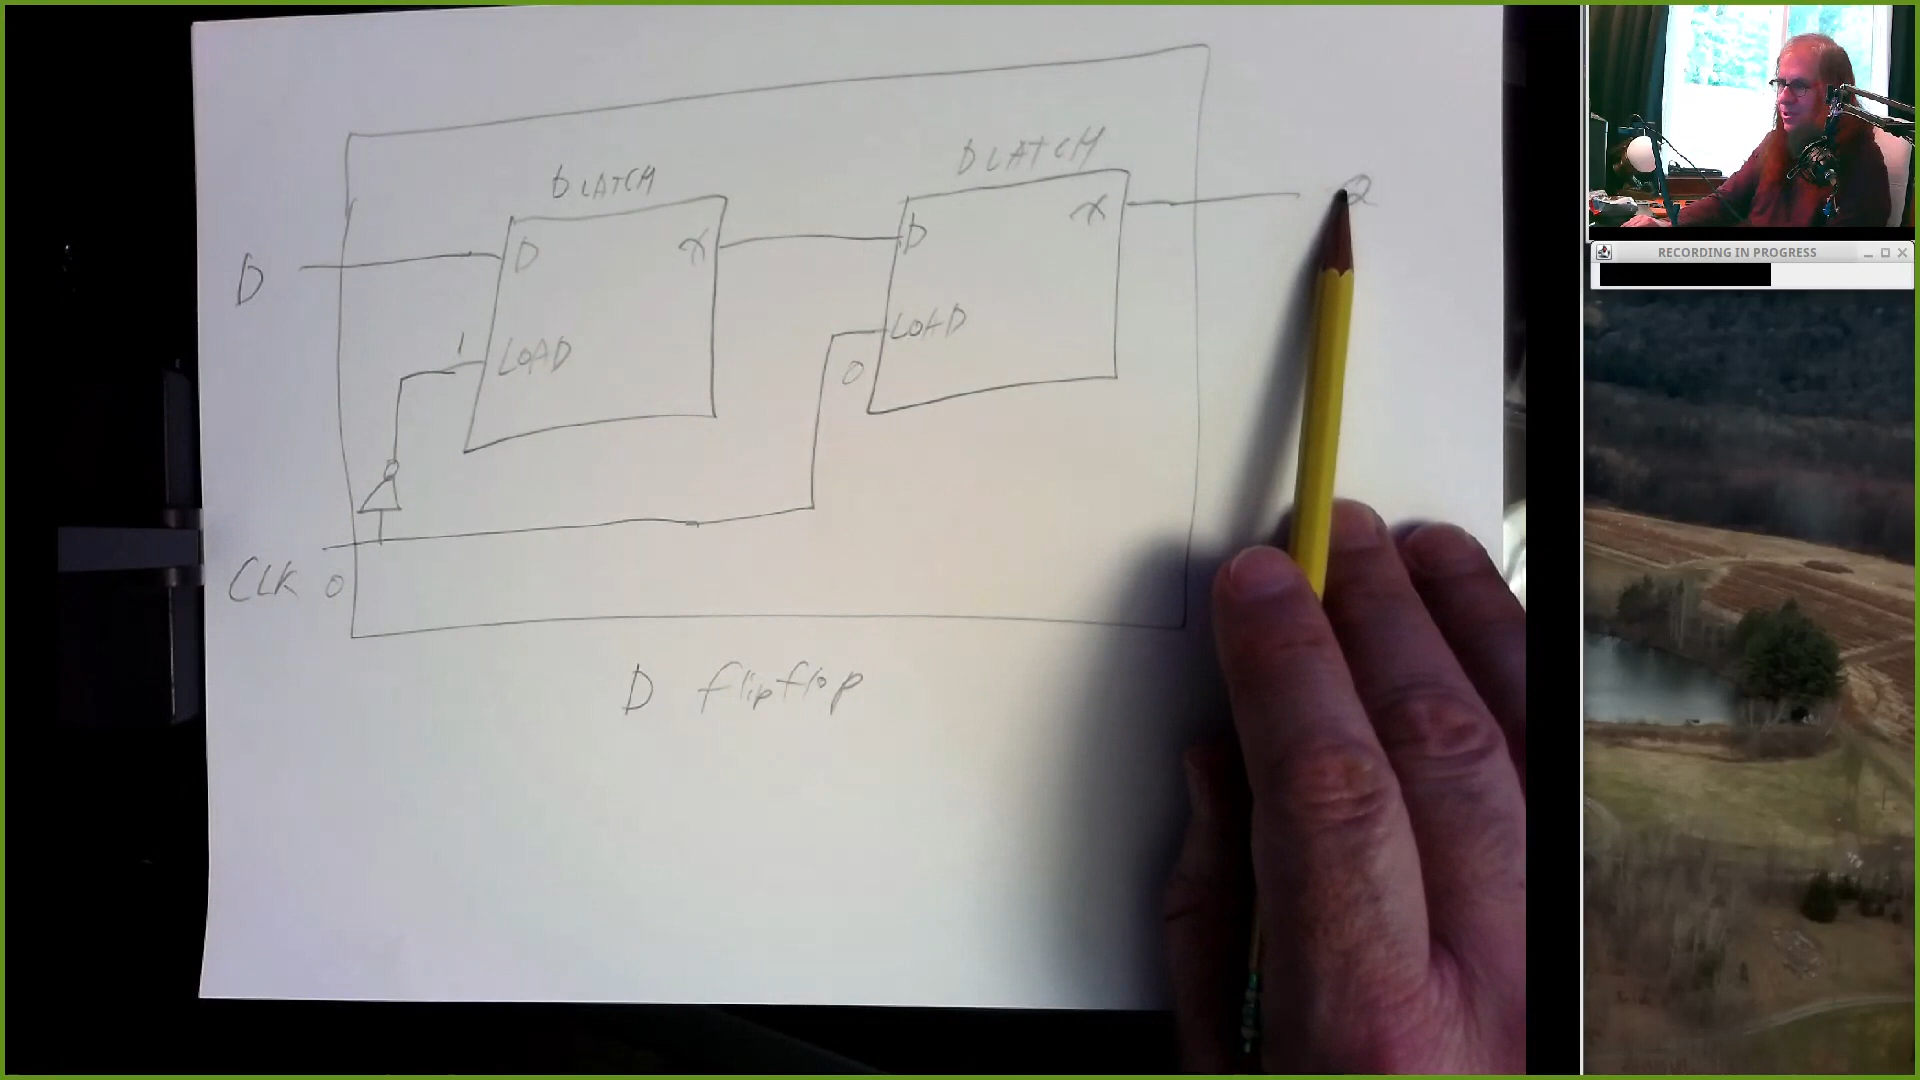 RECORDING IN PROGRESS
D LATCH
D LATCH
D
D
X
D
X
Q
1
LOAD
LOAD
0
CLK 0
D flipflop